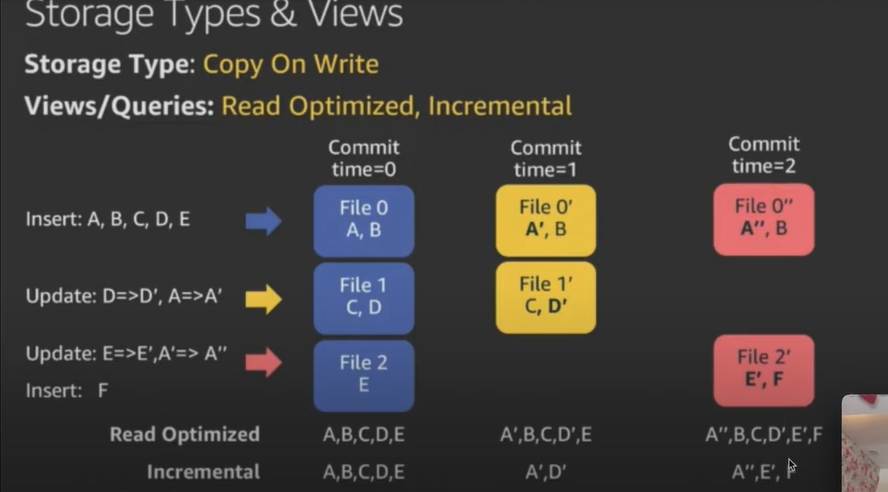 Storage Types & Views
Storage Type: Copy On Write
Views/Queries: Read Optimized, Incremental
Commit
time=0
Commit
time=1
Commit
time=2
Insert: A, B, C, D, E
File 0
A, B
File 0′
A′, B
File 0′′
A′′, B
Update: D=>D′, A=>A′
File 1
C, D
File 1′
C, D′
Update: E=>E′,A′=> A′′
Insert: F
File 2
E
File 2′
E′, F
Read Optimized
A,B,C,D,E
A′,B,C,D′,E
A′′,B,C,D′,E′,F
Incremental
A,B,C,D,E
A′,D′
A′′,E′, F